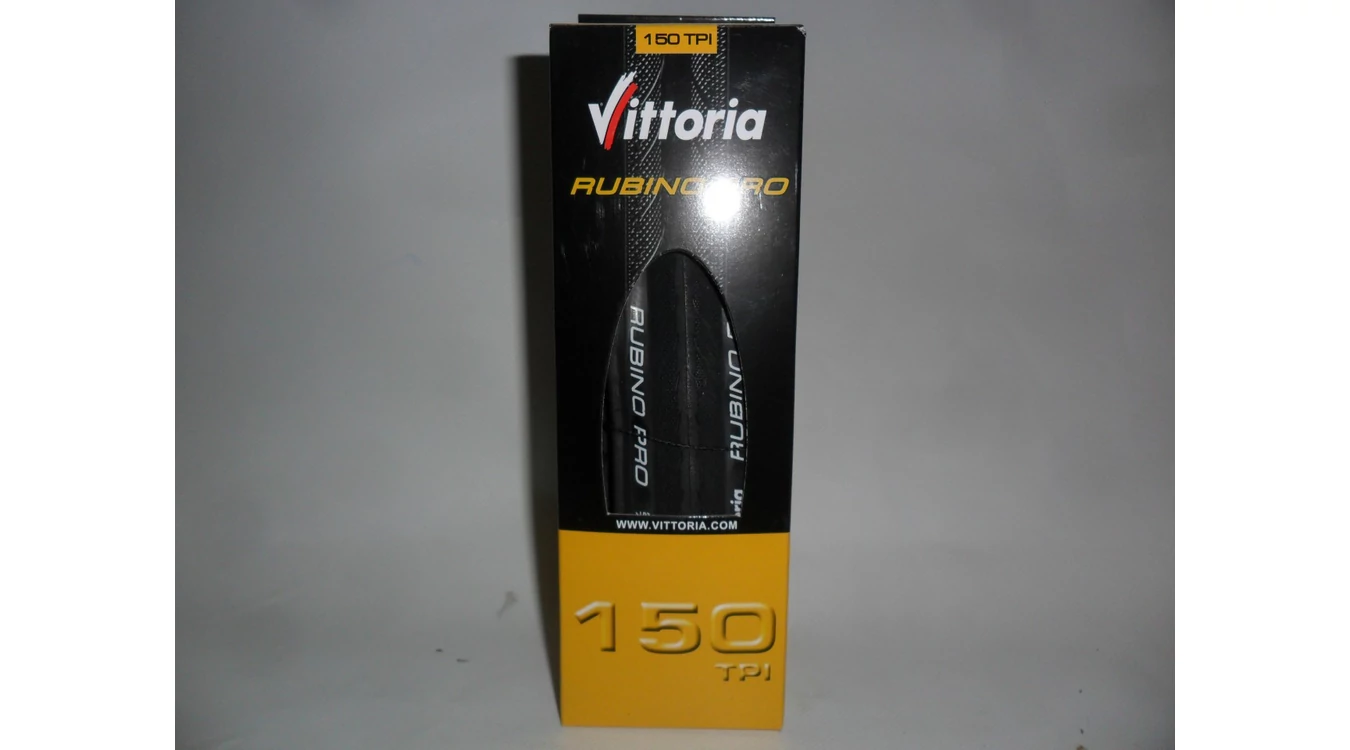 150 TPI
Vittoria
RUBINO PRO
RUBINO PRO
RUBINO
WWW.VITTORIA.COM
150
TPI